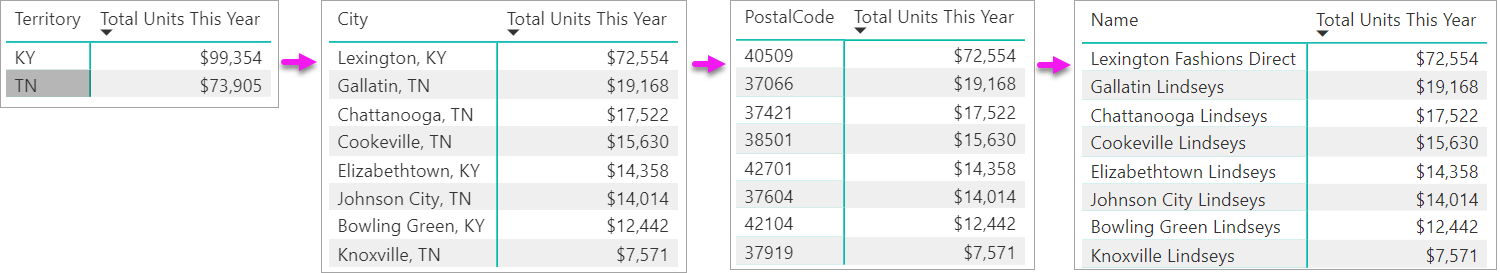 Territory Total Units This Year
KY $99,354
TN $73,905
City Total Units This Year
Lexington, KY $72,554
Gallatin, TN $19,168
Chattanooga, TN $17,522
Cookeville, TN $15,630
Elizabethtown, KY $14,358
Johnson City, TN $14,014
Bowling Green, KY $12,442
Knoxville, TN $7,571
PostalCode Total Units This Year
40509 $72,554
37066 $19,168
37421 $17,522
38501 $15,630
42701 $14,358
37604 $14,014
42104 $12,442
37919 $7,571
Name Total Units This Year
Lexington Fashions Direct $72,554
Gallatin Lindseys $19,168
Chattanooga Lindseys $17,522
Cookeville Lindseys $15,630
Elizabethtown Lindseys $14,358
Johnson City Lindseys $14,014
Bowling Green Lindseys $12,442
Knoxville Lindseys $7,571